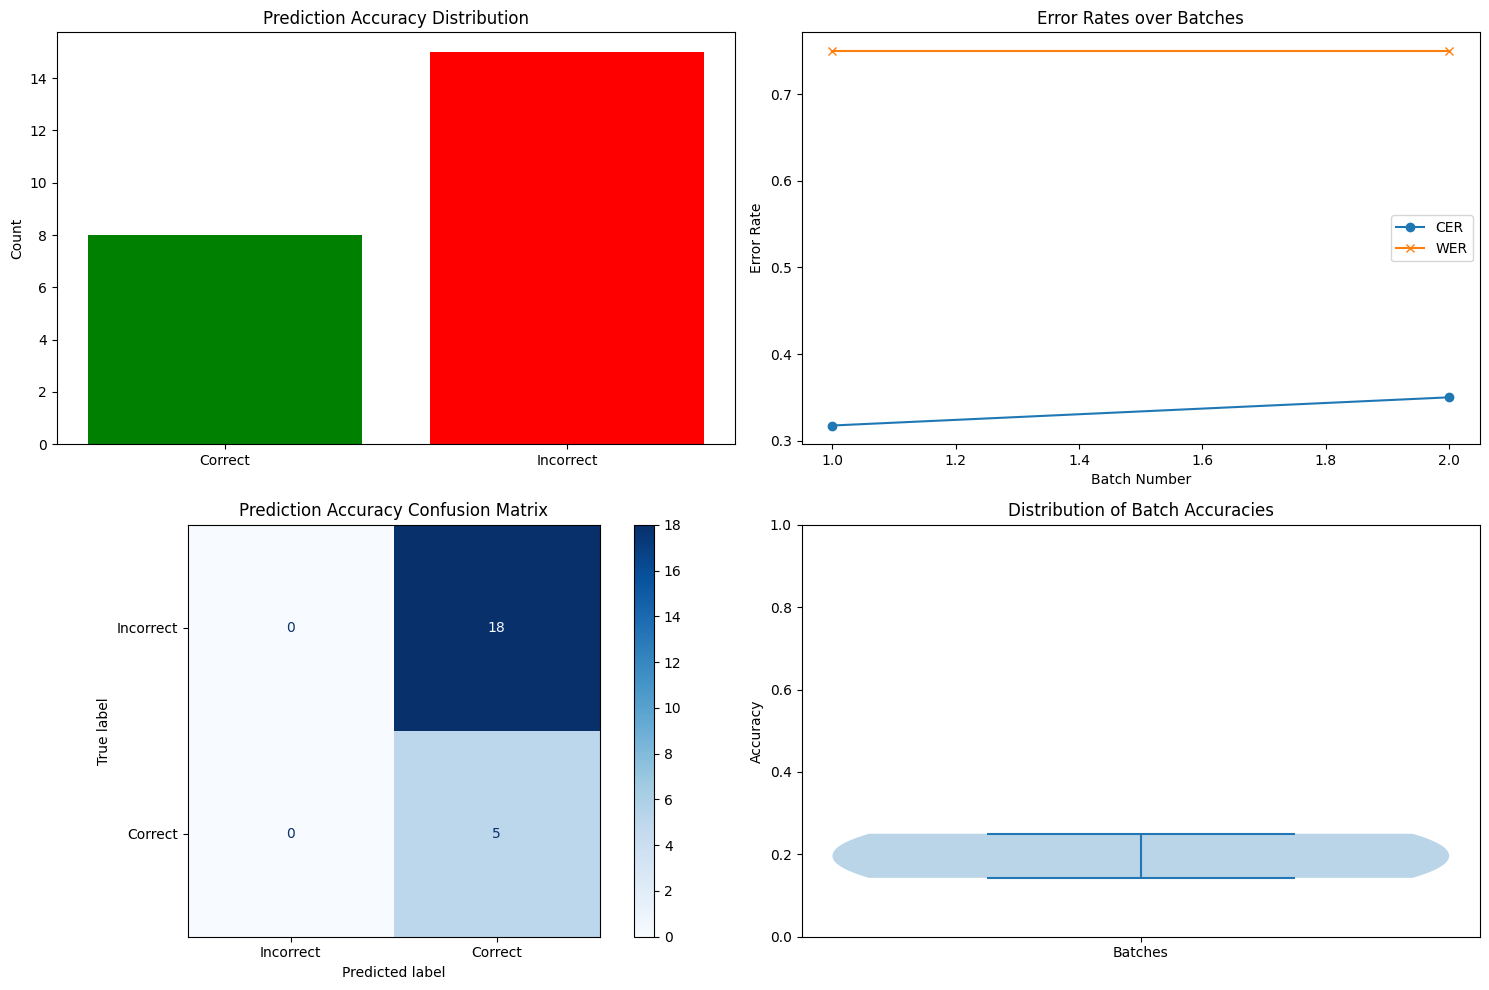 Prediction Accuracy Distribution
Count
14
12
10
8
6
4
2
0
Correct
Incorrect
Error Rates over Batches
Error Rate
0.7
0.6
0.5
0.4
0.3
CER
WER
1.0
1.2
1.4
1.6
1.8
2.0
Batch Number
Prediction Accuracy Confusion Matrix
True label
Incorrect
Correct
0
18
0
5
Incorrect
Correct
Predicted label
18
16
14
12
10
8
6
4
2
0
Distribution of Batch Accuracies
Accuracy
1.0
0.8
0.6
0.4
0.2
0.0
Batches